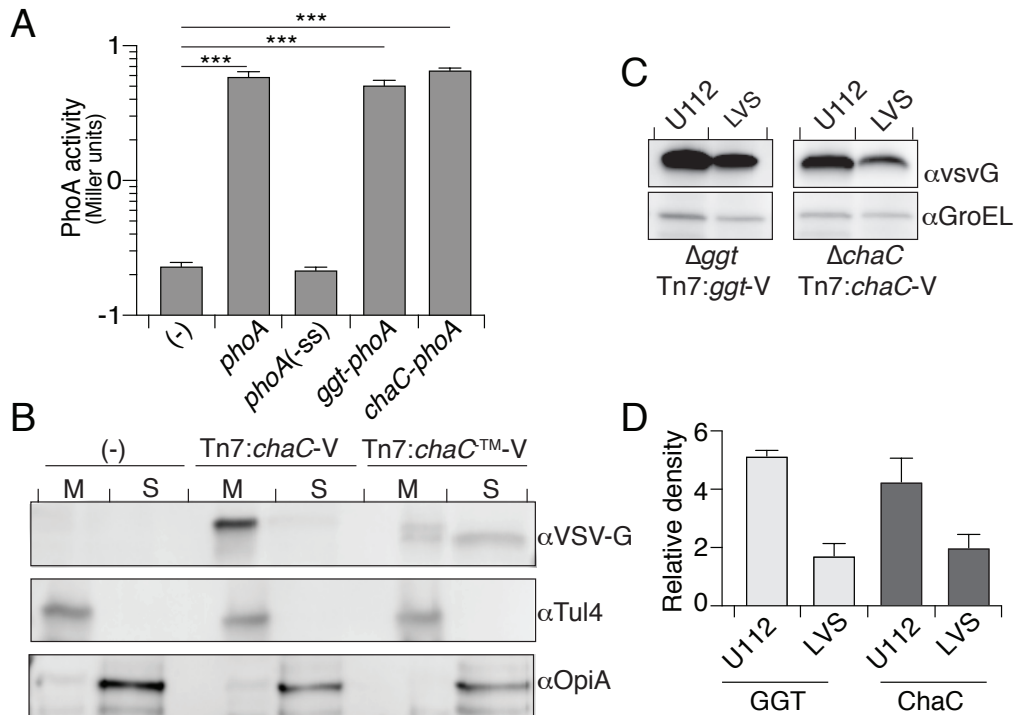 A
***
***
***
1
0
-1
PhoA activity
(Miller units)
(-)
phoA
phoA(-ss)
ggt-phoA
chaC-phoA
B
(-)
Tn7:chaC-V
Tn7:chaCTM-V
M S M S M S
αVSV-G
αTul4
αOpiA
C
U112 LVS U112 LVS
αvsvG
αGroEL
Δggt
Tn7:ggt-V
ΔchaC
Tn7:chaC-V
D
6
4
2
0
Relative density
U112 LVS U112 LVS
GGT ChaC